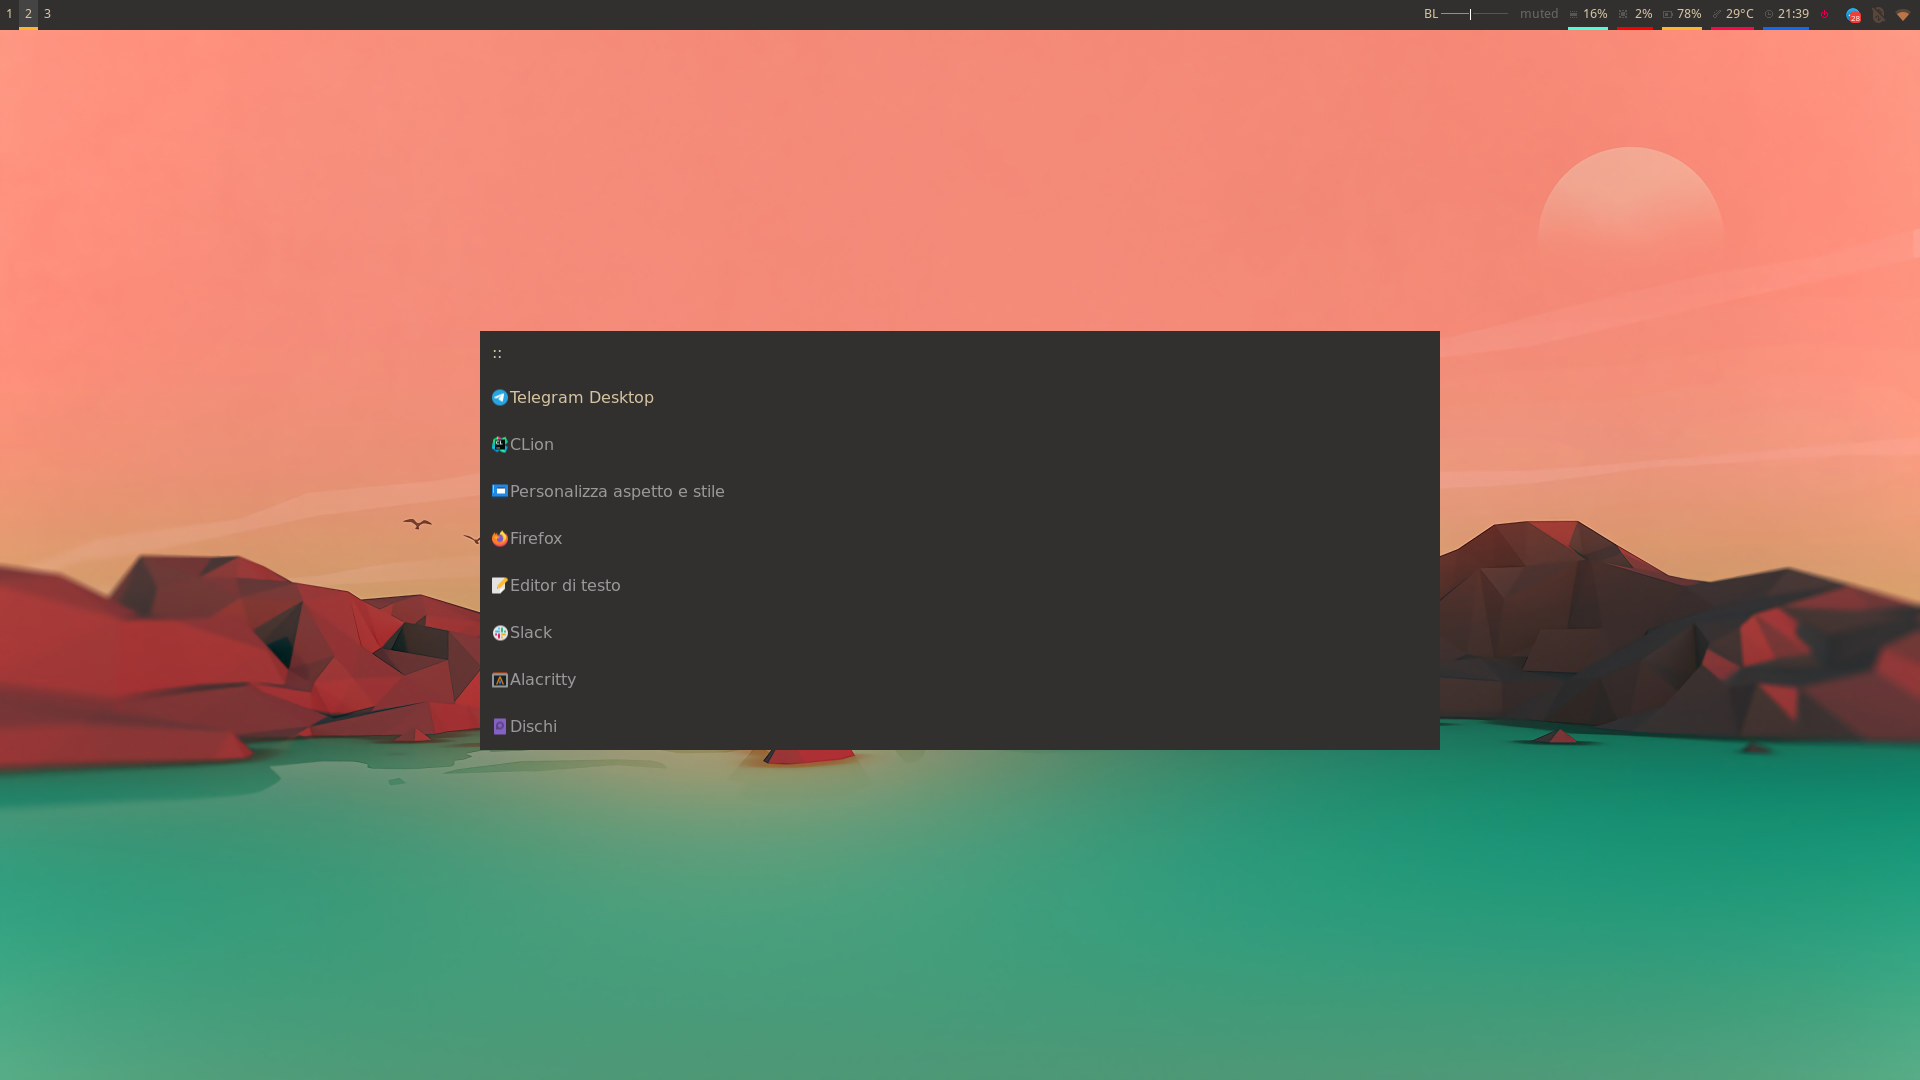 1 2 3 BL muted 16% 2% 78% 29°C 21:39 28
::
Telegram Desktop
CLion
Personalizza aspetto e stile
Firefox
Editor di testo
Slack
Alacritty
Dischi